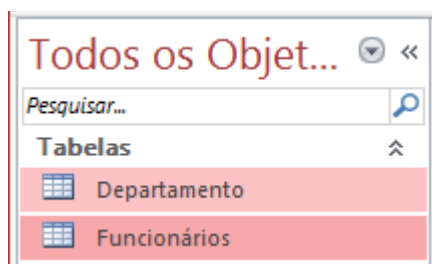 Todos os Objet...
Pesquisar...
Tabelas
Departamento
Funcionários